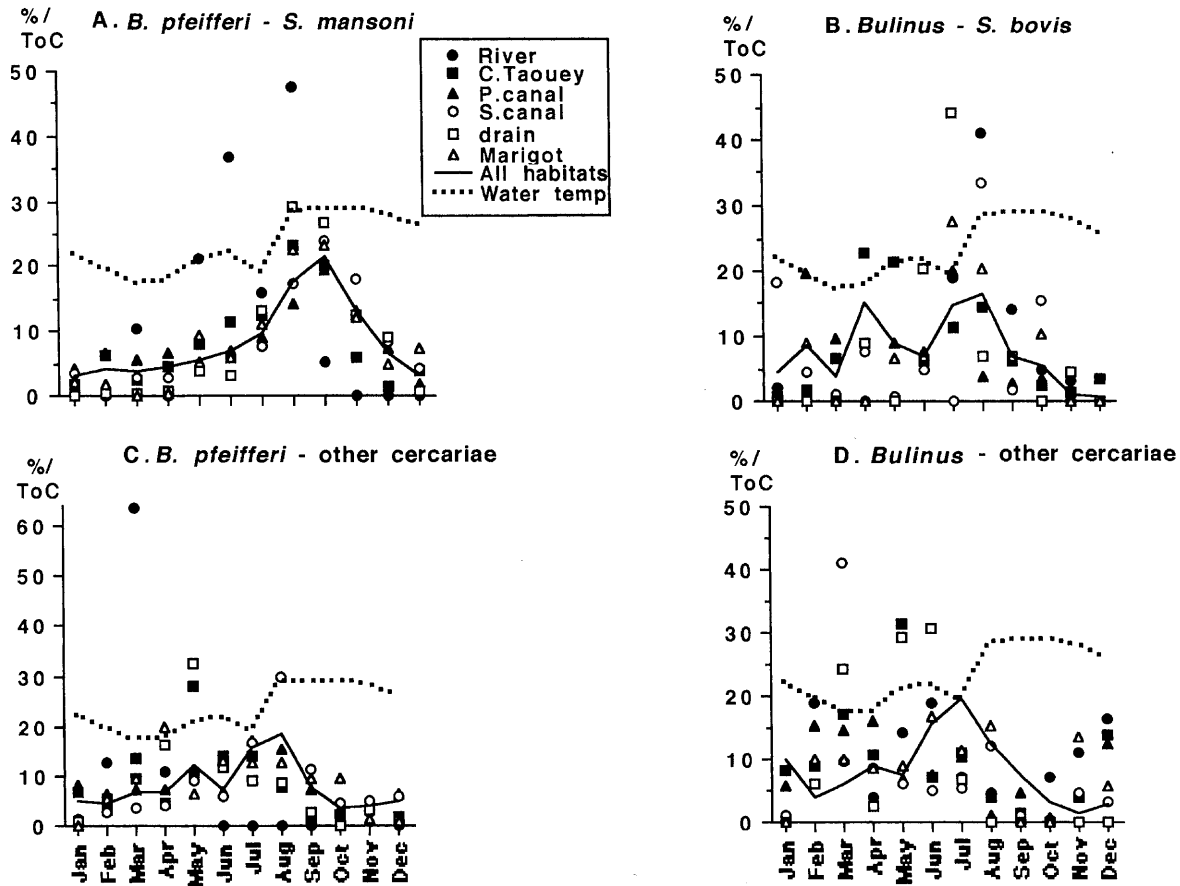 %/
ToC
A. B. pfeifferi - S. mansoni
50
40
30
20
10
0
River
C.Taouey
P.canal
S.canal
drain
Marigot
All habitats
Water temp
%/
ToC
B. Bulinus - S. bovis
50
40
30
20
10
0
%/
ToC
C. B. pfeifferi - other cercariae
60
50
40
30
20
10
0
Jan
Feb
Mar
Apr
May
Jun
Jul
Aug
Sep
Oct
Nov
Dec
%/
ToC
D. Bulinus - other cercariae
50
40
30
20
10
0
Jan
Feb
Mar
Apr
May
Jun
Jul
Aug
Sep
Oct
Nov
Dec